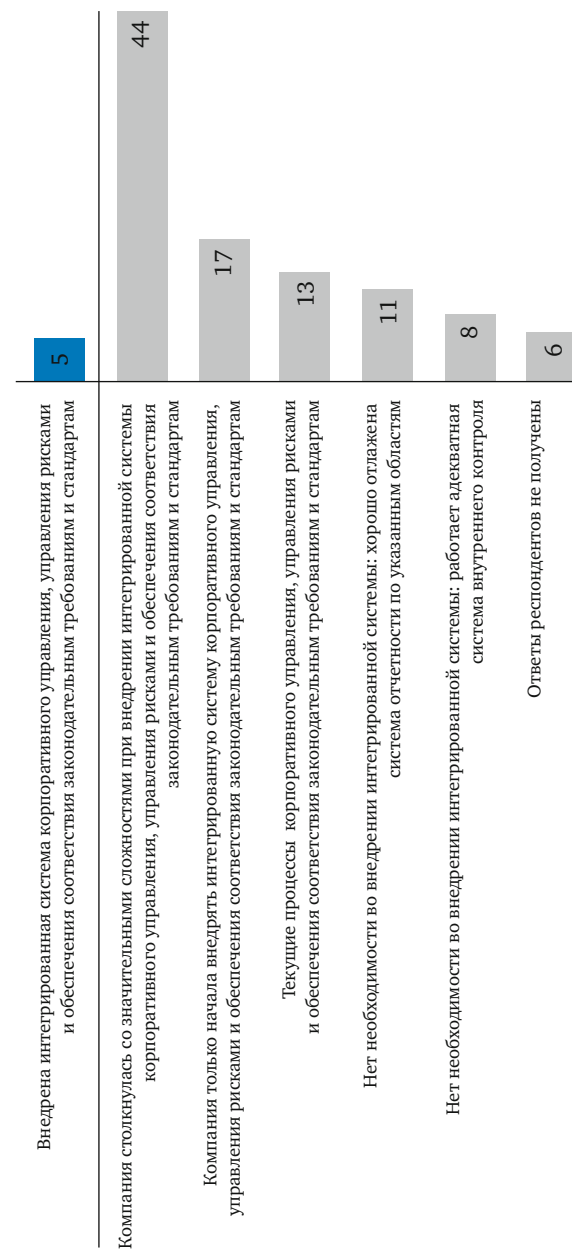 Внедрена интегрированная система корпоративного управления, управления рисками
и обеспечения соответствия законодательным требованиям и стандартам
5
Компания столкнулась со значительными сложностями при внедрении интегрированной системы
корпоративного управления, управления рисками и обеспечения соответствия
законодательным требованиями и стандартам
44
Компания только начала внедрять интегрированную систему корпоративного управления,
управления рисками и обеспечения соответствия законодательным требованиям и стандартам
17
Текущие процессы корпоративного управления, управления рисками
и обеспечения соответствия законодательным требованиям и стандартам
13
Нет необходимости во внедрении интегрированной системы: хорошо отлажена
система отчетности по указанным областям
11
Нет необходимости во внедрении интегрированной системы: работает адекватная
система внутреннего контроля
8
Ответы респондентов не получены
6